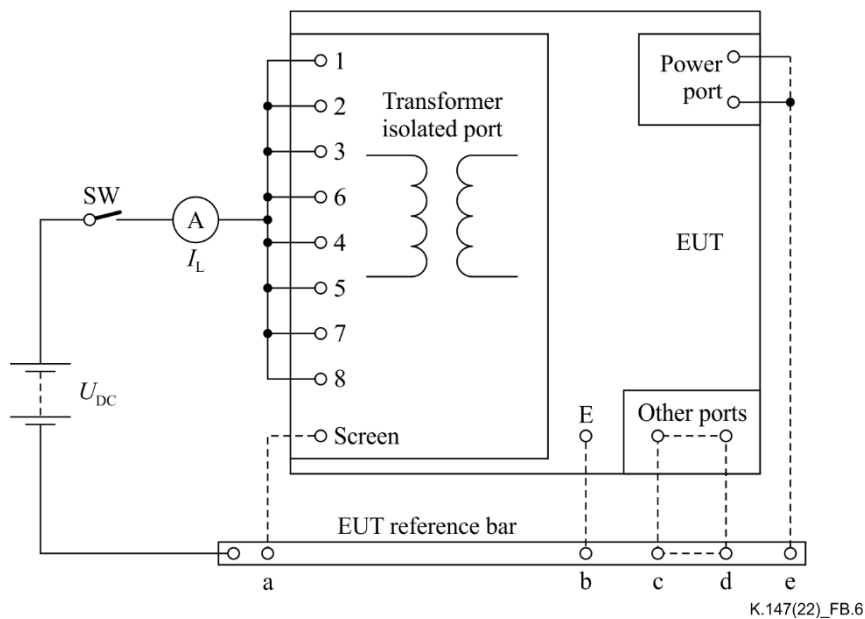 1
2
3
6
4
5
7
8
Screen
Transformer
isolated port
Power
port
EUT
SW
A
I_L
U_DC
E
Other ports
EUT reference bar
a
b
c
d
e
K.147(22)_FB.6